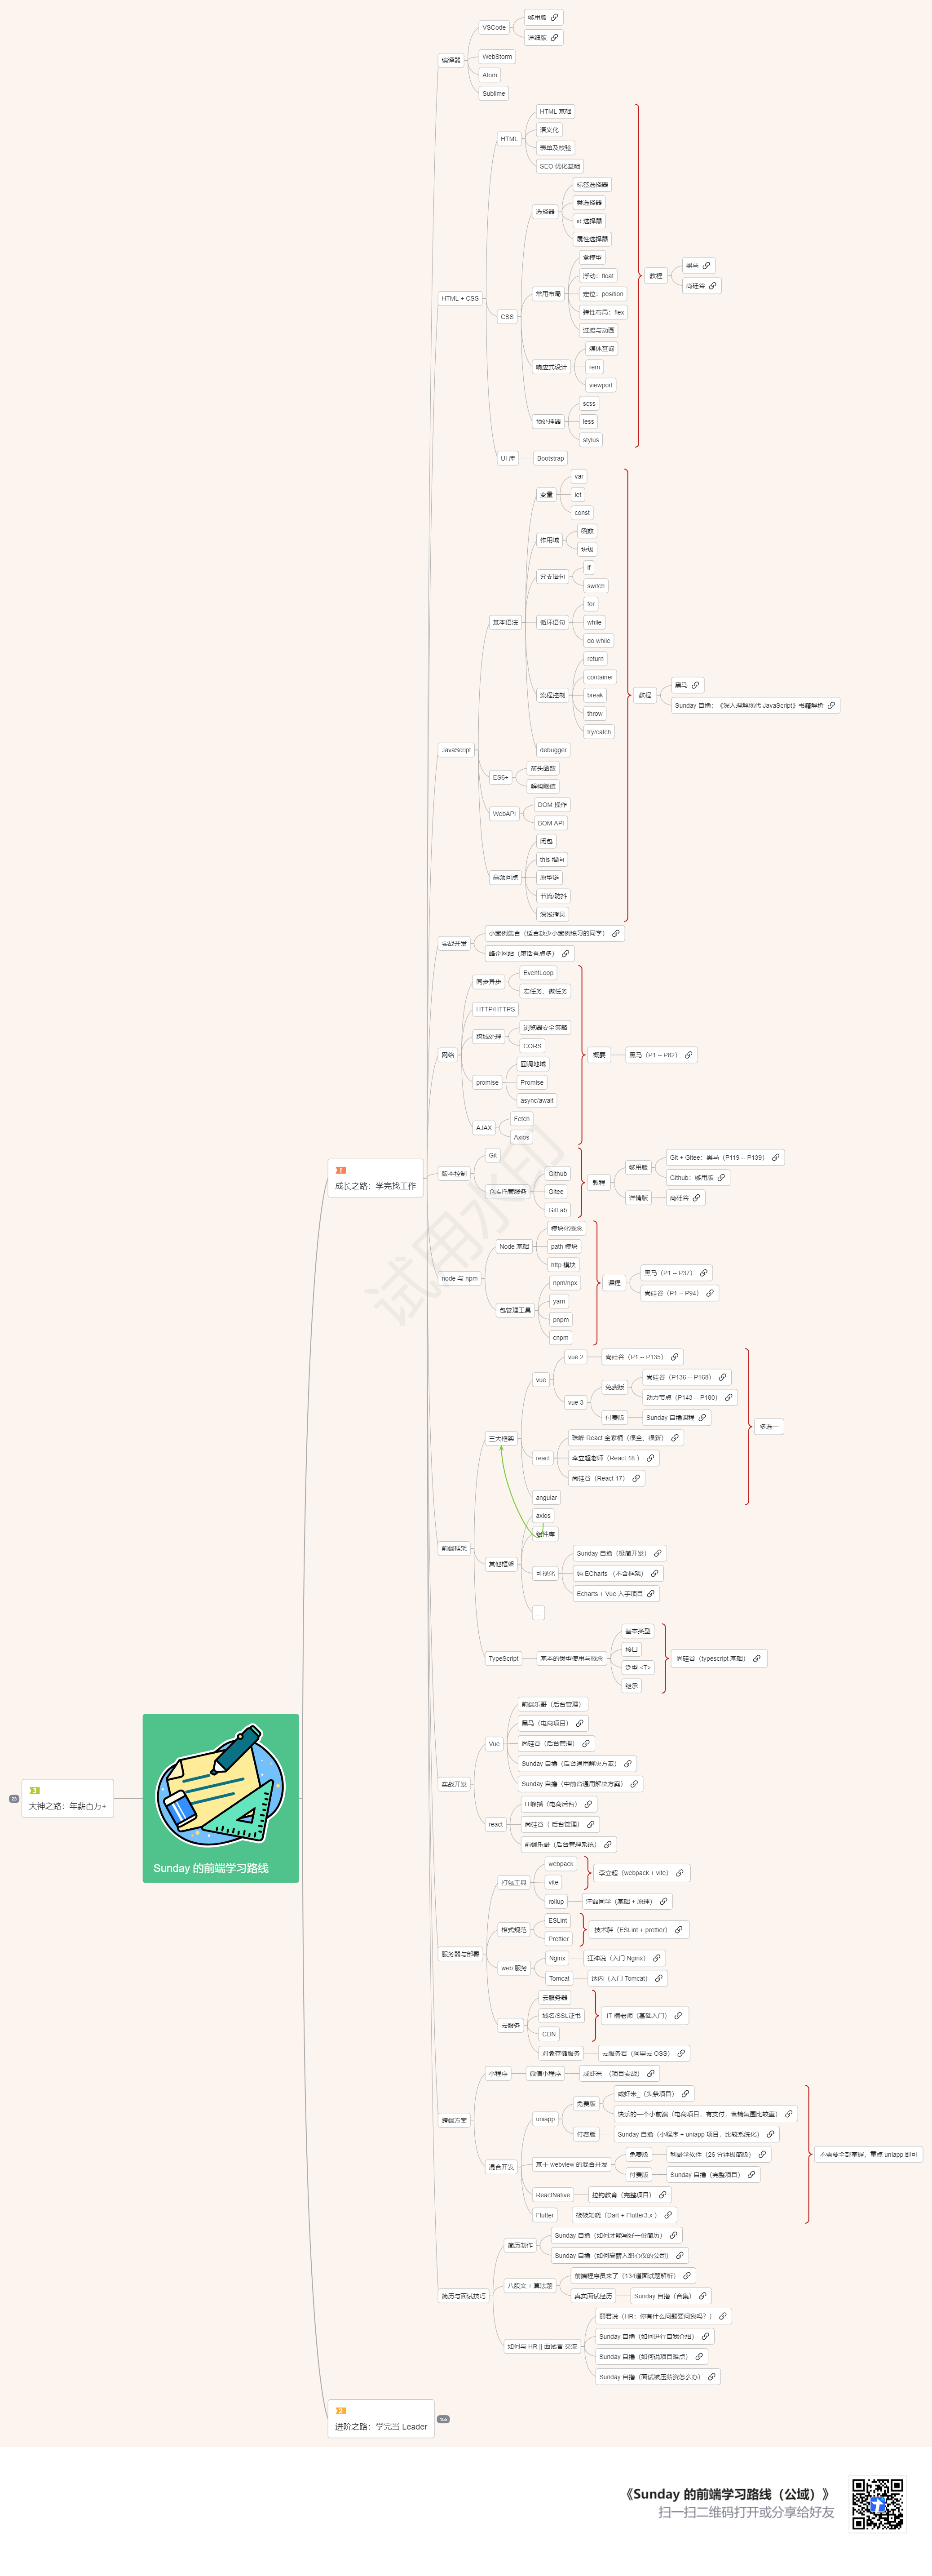 编译器
VSCode
够用版
详细版
WebStorm
Atom
Sublime
HTML + CSS
HTML
HTML 基础
语义化
表单及校验
SEO 优化基础
CSS
选择器
标签选择器
类选择器
id 选择器
属性选择器
常用布局
盒模型
浮动：float
定位：position
弹性布局：flex
过渡与动画
响应式设计
媒体查询
rem
viewport
预处理器
scss
less
stylus
UI 库
Bootstrap
教程
黑马
尚硅谷
JavaScript
基本语法
变量
var
let
const
作用域
函数
块级
分支语句
if
switch
循环语句
for
while
do.while
流程控制
return
container
break
throw
try/catch
debugger
ES6+
箭头函数
解构赋值
WebAPI
DOM 操作
BOM API
高频问点
闭包
this 指向
原型链
节流/防抖
深浅拷贝
教程
黑马
Sunday 自撸：《深入理解现代 JavaScript》书籍解析
实战开发
小案例集合（适合缺少小案例练习的同学）
峰企网站（废话有点多）
网络
同步异步
EventLoop
宏任务、微任务
HTTP/HTTPS
跨域处理
浏览器安全策略
CORS
promise
回调地域
Promise
async/await
AJAX
Fetch
Axios
概要
黑马（P1 -- P82）
1
成长之路：学完找工作
版本控制
Git
仓库托管服务
Github
Gitee
GitLab
教程
够用版
Git + Gitee：黑马（P119 -- P139）
Github：够用版
详情版
尚硅谷
试用水印
node 与 npm
Node 基础
模块化概念
path 模块
http 模块
包管理工具
npm/npx
yarn
pnpm
cnpm
课程
黑马（P1 -- P37）
尚硅谷（P1 -- P94）
前端框架
三大框架
vue
vue 2
尚硅谷（P1 -- P135）
vue 3
免费版
尚硅谷（P136 -- P168）
动力节点（P143 -- P180）
付费版
Sunday 自撸课程
react
珠峰 React 全家桶（很全、很新）
李立超老师（React 18 ）
尚硅谷（React 17）
angular
多选一
其他框架
axios
组件库
可视化
Sunday 自撸（极简开发）
纯 ECharts （不含框架）
Echarts + Vue 入手项目
...
TypeScript
基本的类型使用与概念
基本类型
接口
泛型 <T>
继承
尚硅谷（typescript 基础）
实战开发
Vue
前端乐哥（后台管理）
黑马（电商项目）
尚硅谷（后台管理）
Sunday 自撸（后台通用解决方案）
Sunday 自撸（中前台通用解决方案）
react
IT峰播（电商后台）
尚硅谷（ 后台管理）
前端乐哥（后台管理系统）
23
3
大神之路：年薪百万+
Sunday 的前端学习路线
服务器与部署
打包工具
webpack
vite
李立超（webpack + vite）
rollup
汪磊同学（基础 + 原理）
格式规范
ESLint
Prettier
技术胖（ESLint + prettier）
web 服务
Nginx
狂神说（入门 Nginx）
Tomcat
达内（入门 Tomcat）
云服务
云服务器
域名/SSL证书
CDN
IT 楠老师（基础入门）
对象存储服务
云服务君（阿里云 OSS）
跨端方案
小程序
微信小程序
咸虾米_（项目实战）
混合开发
uniapp
免费版
咸虾米_（头条项目）
快乐的一个小前端（电商项目，有支付，营销氛围比较重）
付费版
Sunday 自撸（小程序 + uniapp 项目，比较系统化）
基于 webview 的混合开发
免费版
利哥学软件（26 分钟极简版）
付费版
Sunday 自撸（完整项目）
ReactNative
拉钩教育（完整项目）
Flutter
筱筱知晓（Dart + Flutter3.x ）
不需要全部掌握，重点 uniapp 即可
简历与面试技巧
简历制作
Sunday 自撸（如何才能写好一份简历）
Sunday 自撸（如何高薪入职心仪的公司）
八股文 + 算法题
前端程序员来了（134道面试题解析）
真实面试经历
Sunday 自撸（合集）
如何与 HR || 面试官 交流
丽君说（HR：你有什么问题要问我吗？）
Sunday 自撸（如何进行自我介绍）
Sunday 自撸（如何说项目难点）
Sunday 自撸（面试被压薪资怎么办）
2
进阶之路：学完当 Leader
《Sunday 的前端学习路线（公域）》
扫一扫二维码打开或分享给好友